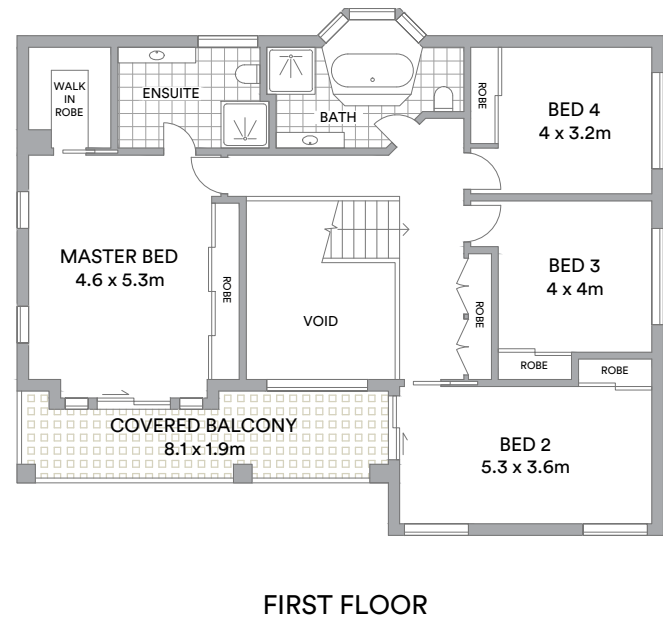 WALK
IN
ROBE
ENSUITE
BATH
ROBE
BED 4
4 x 3.2m
MASTER BED
4.6 x 5.3m
ROBE
VOID
ROBE
BED 3
4 x 4m
ROBE
ROBE
COVERED BALCONY
8.1 x 1.9m
BED 2
5.3 x 3.6m
FIRST FLOOR